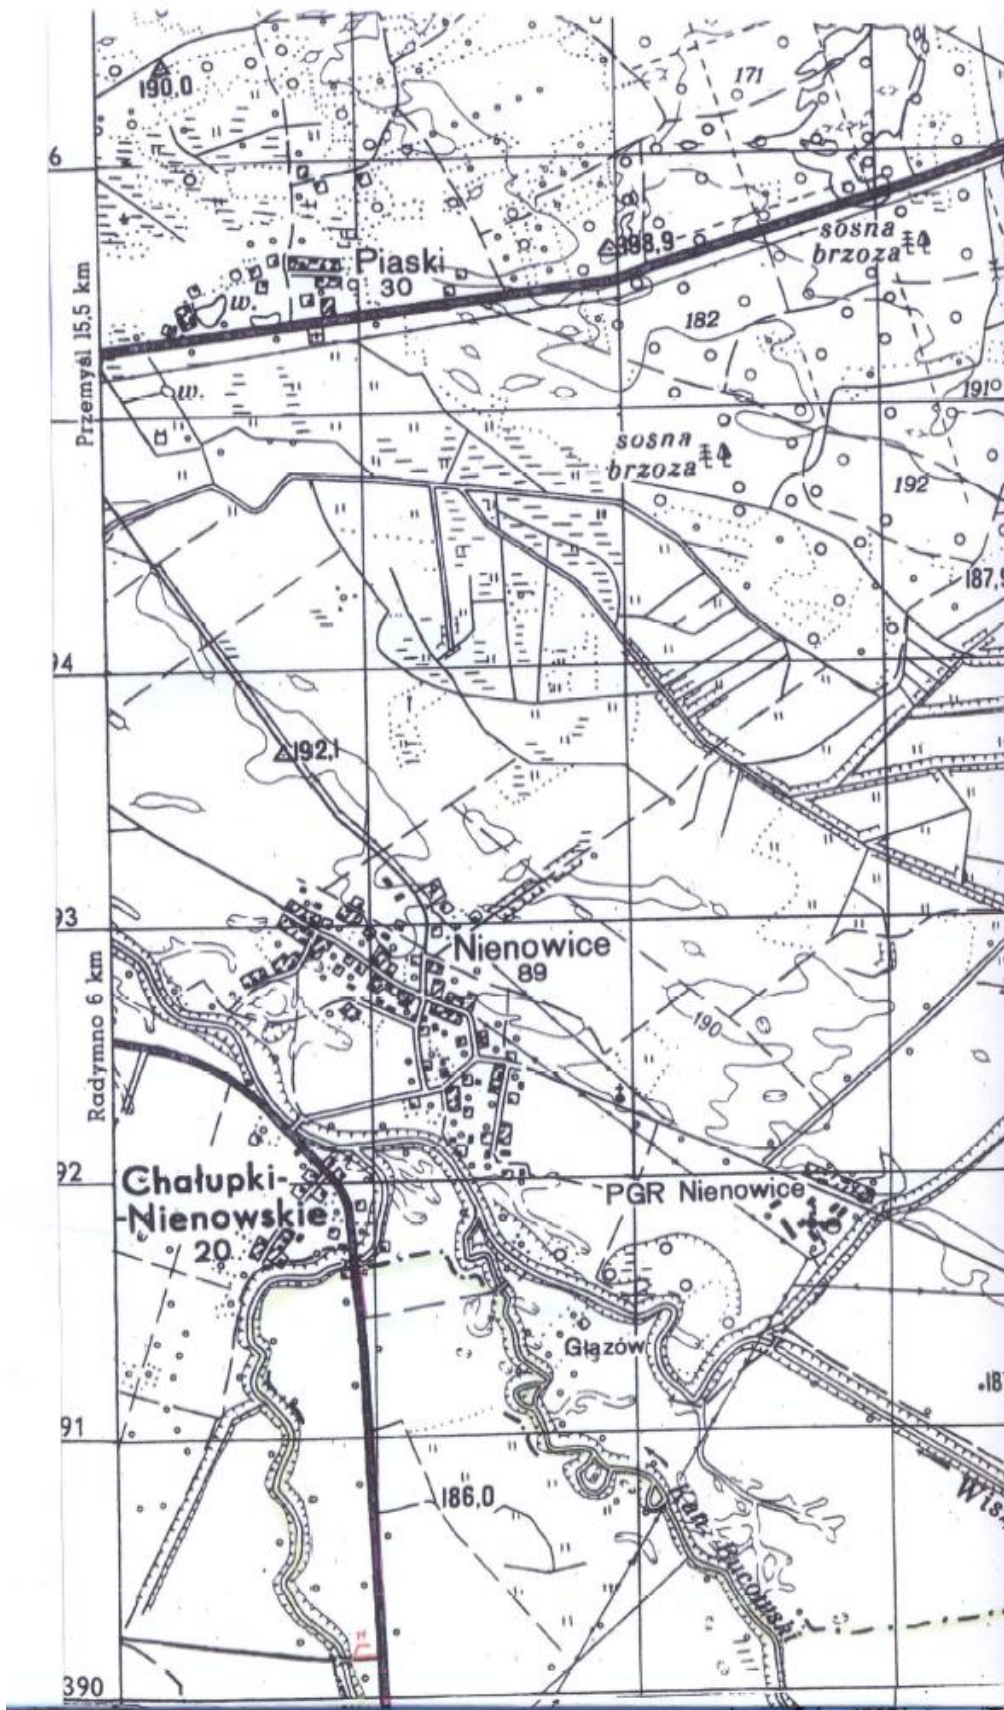 190,0
171
6
sosna
brzoza
Piaski
30
w.
182
Przemyśl 15,5 km
w.
191
sosna
brzoza
192
187,9
94
192,1
93
Nienowice
89
190
Radymno 6 km
92
Chałupki-
-Nienowskie
20
PGR Nienowice
Głazów
91
186,0
Kan. Bucowski
390